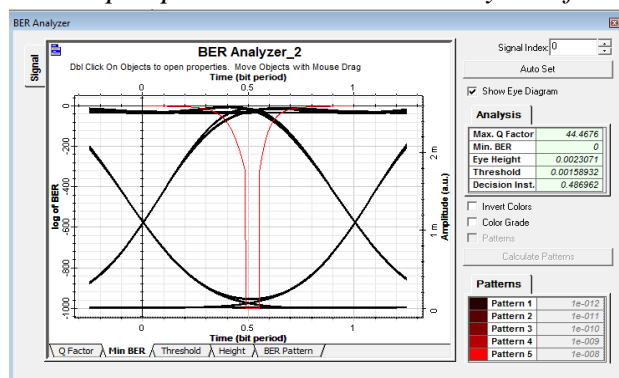 BER Analyzer
Signal
BER Analyzer_2
Dbl Click On Objects to open properties. Move Objects with Mouse Drag
Time (bit period)
0 0.5 1
log of BER
0
-200
-400
-600
-800
-1000
Amplitude (a.u.)
2 m
1 m
0
0 0.5 1
Time (bit period)
Q Factor Min BER Threshold Height BER Pattern
Signal Index: 0
Auto Set
Show Eye Diagram
Analysis
Max. Q Factor 44.4676
Min. BER 0
Eye Height 0.0023071
Threshold 0.00158932
Decision Inst. 0.486962
Invert Colors
Color Grade
Patterns
Calculate Patterns
Patterns
Pattern 1 1e-012
Pattern 2 1e-011
Pattern 3 1e-010
Pattern 4 1e-009
Pattern 5 1e-008